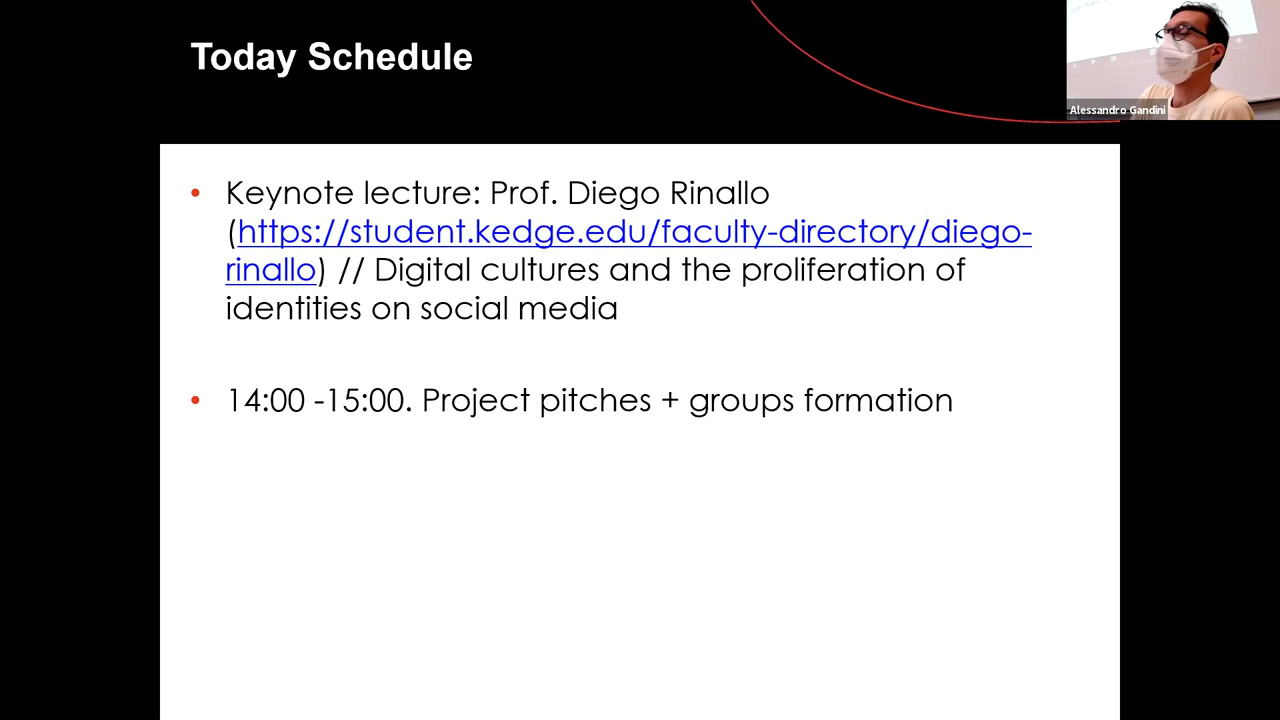 Today Schedule
Alessandro Gandini
• Keynote lecture: Prof. Diego Rinallo
(https://student.kedge.edu/faculty-directory/diego-
rinallo) // Digital cultures and the proliferation of
identities on social media
• 14:00 -15:00. Project pitches + groups formation